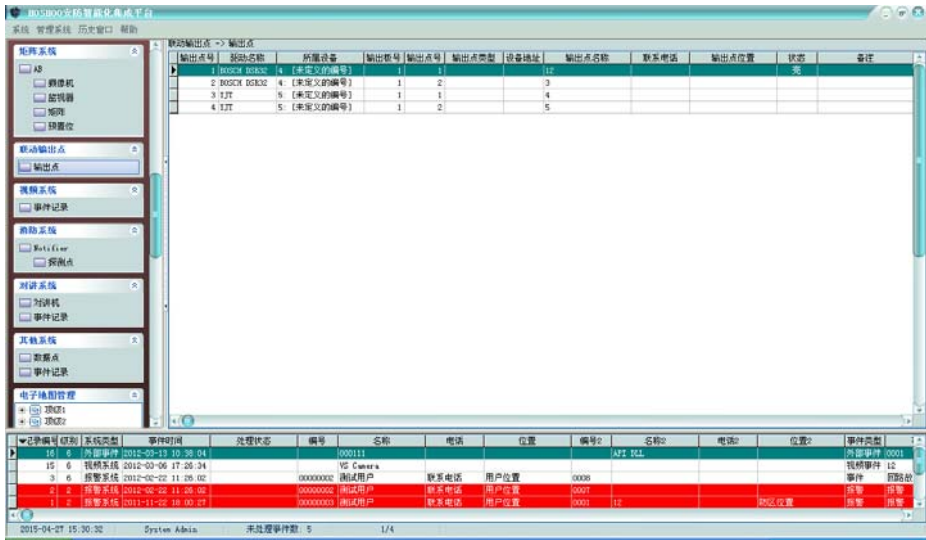 HOSHOO安防智能化集成平台
系统 管理系统 历史窗口 帮助
矩阵系统
AB
摄像机
监视器
矩阵
预置位
联动输出点
输出点
视频系统
事件记录
消防系统
Notifier
探测点
对讲系统
对讲机
事件记录
其他系统
数据点
事件记录
电子地图管理
顶层1
顶层2
联动输出点 -> 输出点
输出点号 驱动名称 所属设备 输出板号 输出点号 输出点类型 设备地址 输出点名称 联系电话 输出点位置 状态 备注
1 BOSCH DSR32 4: [未定义的编号] 1 1 12 亮
2 BOSCH DSR32 4: [未定义的编号] 1 2 3
3 YJT 5: [未定义的编号] 1 1 4
4 YJT 5: [未定义的编号] 1 2 5
记录编号 级别 系统类型 事件时间 处理状态 编号 名称 电话 位置 编号2 名称2 电话2 位置2 事件类型
16 6 外部事件 2012-03-13 10:38:04 000111 API DLL 外部事件 0001
15 6 视频系统 2012-03-06 17:26:34 VS Camera 视频事件 12
3 6 报警系统 2012-02-22 11:26:02 00000002 测试用户 联系电话 用户位置 0008 事件 回路故
2 2 报警系统 2012-02-22 11:26:02 00000002 测试用户 联系电话 用户位置 0007 报警 报警
1 2 报警系统 2011-11-22 18:00:27 00000003 测试用户 联系电话 用户位置 0001 12 防区位置 报警 报警
2015-04-27 15:30:32 System Admin 未处理事件数: 5 1/4